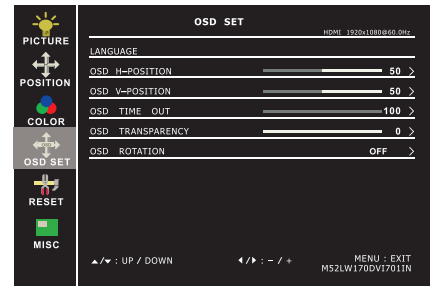 OSD SET
HDMI 1920x1080@60.0Hz
PICTURE
POSITION
COLOR
OSD SET
RESET
MISC
LANGUAGE
OSD H-POSITION 50 >
OSD V-POSITION 50 >
OSD TIME OUT 100 >
OSD TRANSPARENCY 0 >
OSD ROTATION OFF >
▲/▼ : UP / DOWN ◀/▶ : - / + MENU : EXIT
M52LW170DVI701IN